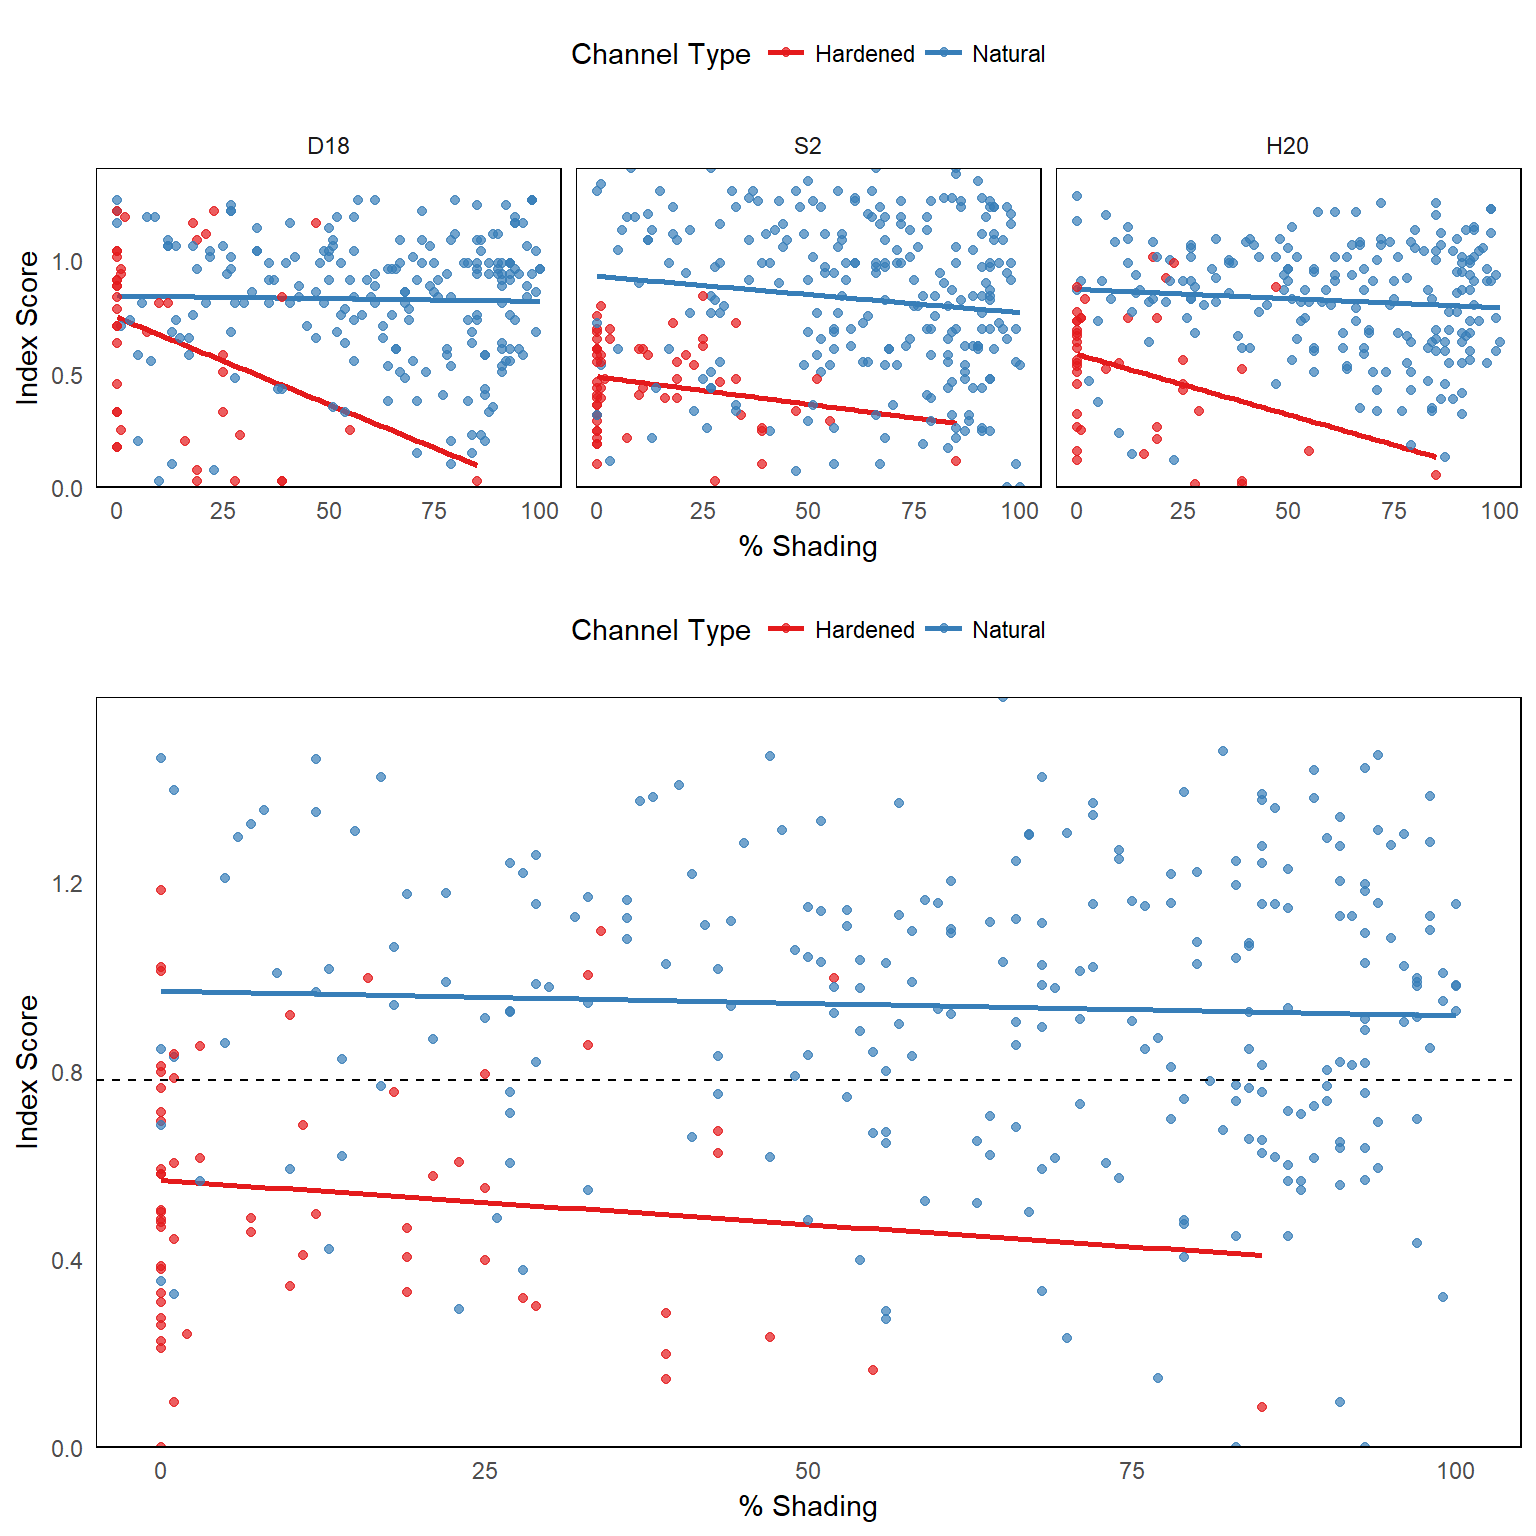 Channel Type Hardened Natural
D18 S2 H20
Index Score
1.0
0.5
0.0
0 25 50 75 100 0 25 50 75 100 0 25 50 75 100
% Shading
Channel Type Hardened Natural
Index Score
1.2
0.8
0.4
0.0
0 25 50 75 100
% Shading